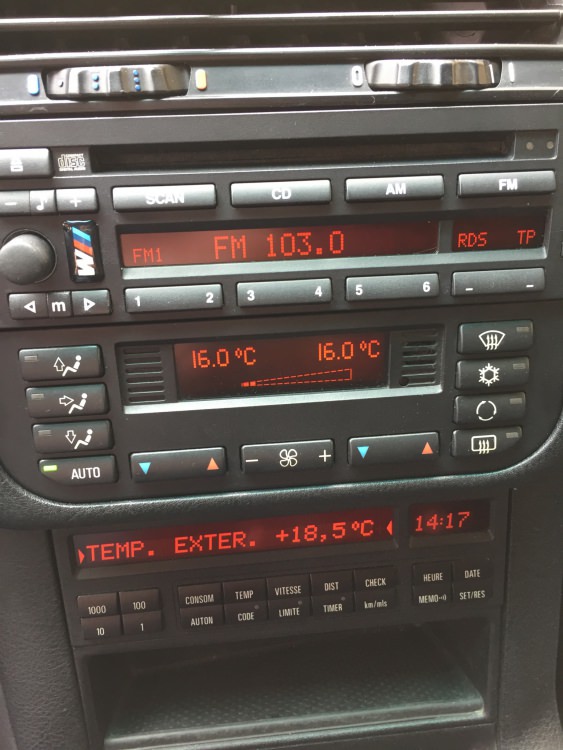 COMPACT disc
SCAN CD AM FM
− +
FM1 FM 103.0 RDS TP
M
m 1 2 3 4 5 6 − −
16.0 °C 16.0 °C
AUTO − +
TEMP. EXTER. +18,5°C 14:17
1000 100
10 1
CONSOM TEMP VITESSE DIST CHECK HEURE DATE
AUTON CODE LIMITE TIMER km/mls MEMO SET/RES